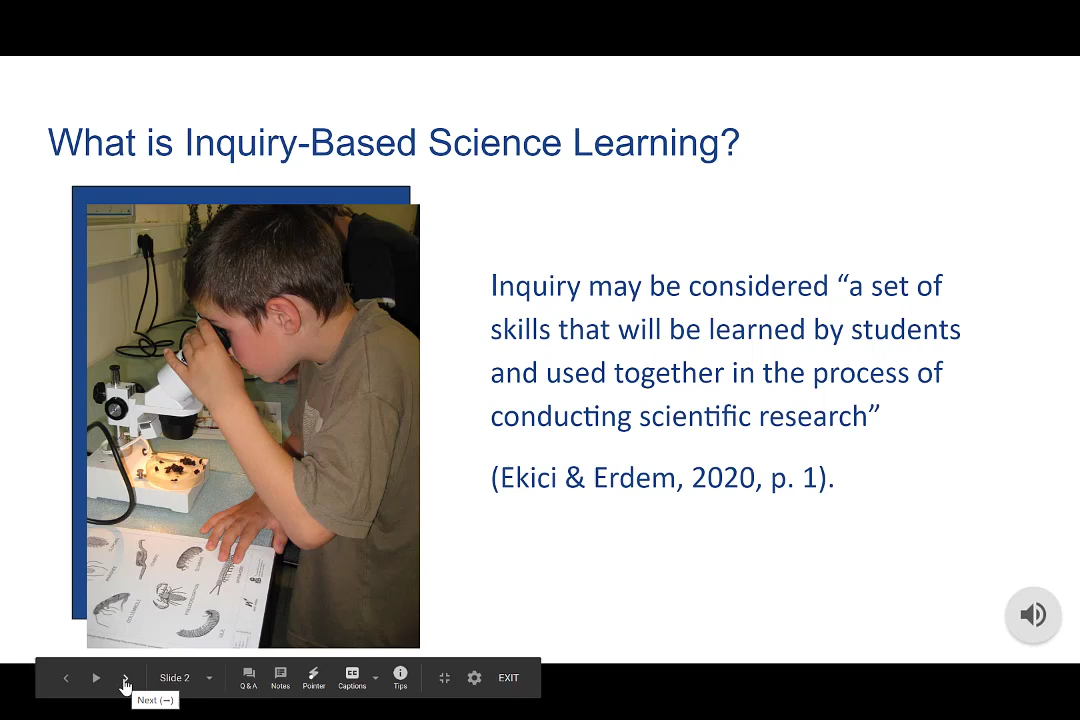 What is Inquiry-Based Science Learning?
Inquiry may be considered “a set of
skills that will be learned by students
and used together in the process of
conducting scientific research”
(Ekici & Erdem, 2020, p. 1).
Slide 2
Q & A
Notes
Pointer
CC
Captions
Tips
EXIT
Next (→)